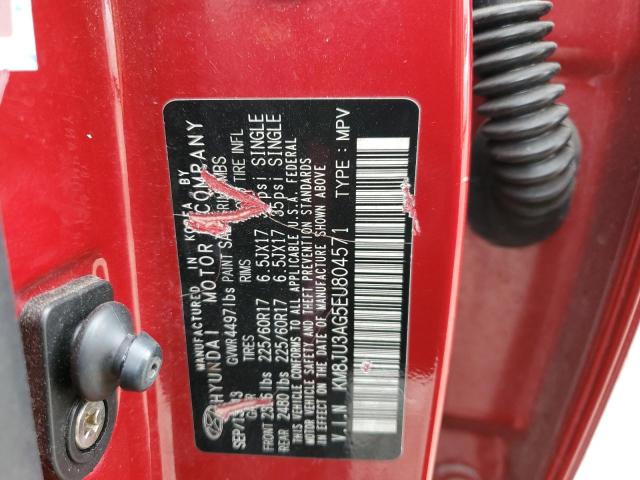 MANUFACTURED IN KOREA BY
HYUNDAI MOTOR COMPANY
GVWR 4497lbs PAINT
TIRES RIMS TIRE INFL
FRONT lbs 225/60R17 6.5JX17 psi SINGLE
REAR 2480 lbs 225/60R17 6.5JX17 35psi SINGLE
THIS VEHICLE CONFORMS TO ALL APPLICABLE U.S.A. FEDERAL
MOTOR VEHICLE SAFETY, BUMPER, AND THEFT PREVENTION STANDARDS
IN EFFECT ON THE DATE OF MANUFACTURE SHOWN ABOVE
V.I.N KM8JU3AG5EU804571 TYPE : MPV